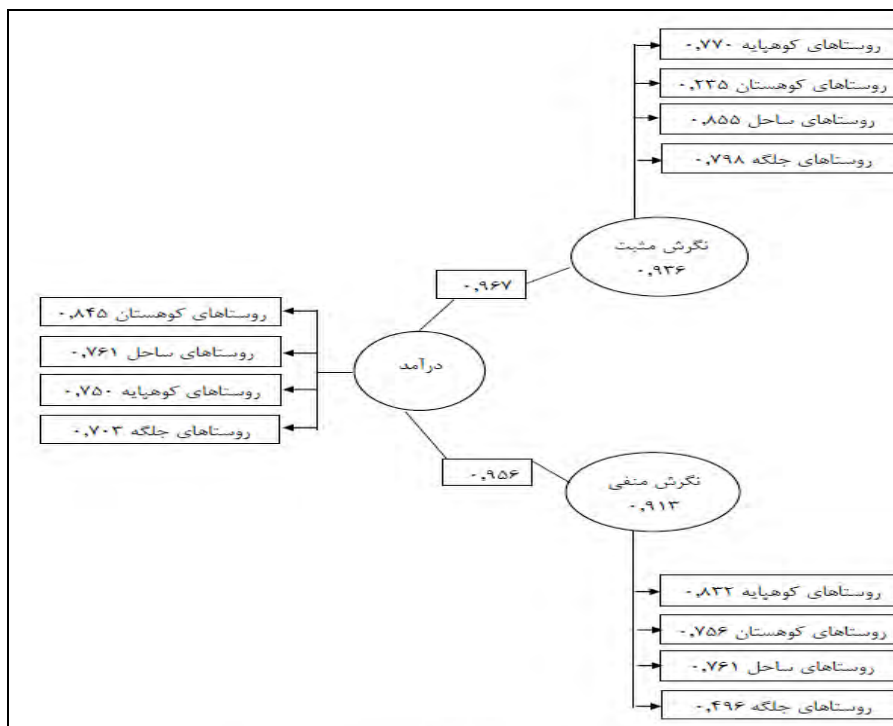 روستاهای کوهپایه ۰,۷۷۰
روستاهای کوهستان ۰,۲۳۵
روستاهای ساحل ۰,۸۵۵
روستاهای جلگه ۰,۷۹۸
نگرش مثبت
۰,۹۳۶
۰,۹۶۷
روستاهای کوهستان ۰,۸۴۵
روستاهای ساحل ۰,۷۶۱
روستاهای کوهپایه ۰,۷۵۰
روستاهای جلگه ۰,۷۰۳
درآمد
۰,۹۵۶
نگرش منفی
۰,۹۱۳
روستاهای کوهپایه ۰,۸۳۲
روستاهای کوهستان ۰,۷۵۶
روستاهای ساحل ۰,۷۶۱
روستاهای جلگه ۰,۴۹۶